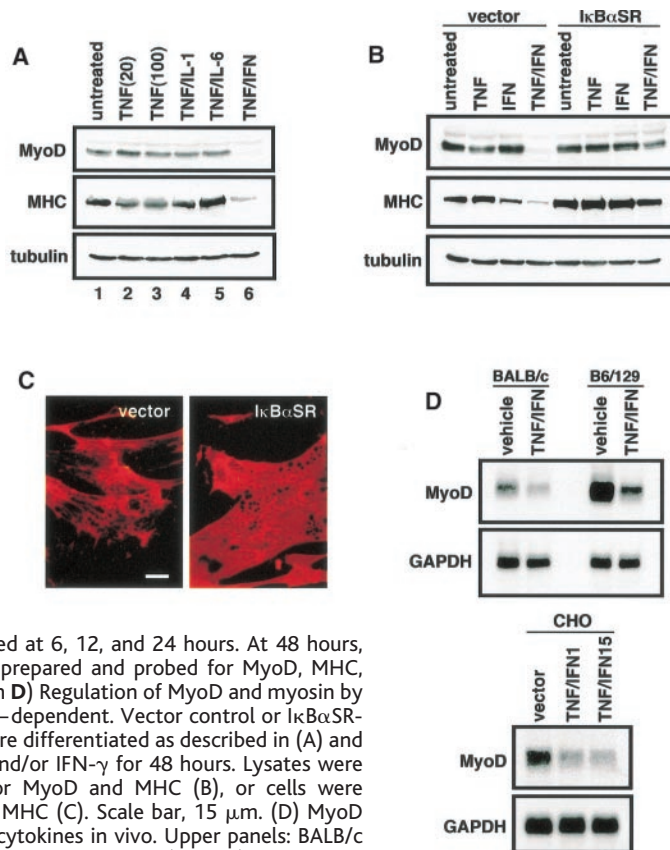 A
untreated
TNF(20)
TNF(100)
TNF/IL-1
TNF/IL-6
TNF/IFN
MyoD
MHC
tubulin
1 2 3 4 5 6
B
vector IκBαSR
untreated
TNF
IFN
TNF/IFN
untreated
TNF
IFN
TNF/IFN
MyoD
MHC
tubulin
C
vector
IκBαSR
D
BALB/c B6/129
vehicle
TNF/IFN
vehicle
TNF/IFN
MyoD
GAPDH
CHO
vector
TNF/IFN1
TNF/IFN15
MyoD
GAPDH
ed at 6, 12, and 24 hours. At 48 hours,
prepared and probed for MyoD, MHC,
D) Regulation of MyoD and myosin by
–dependent. Vector control or IκBαSR-
re differentiated as described in (A) and
nd/or IFN-γ for 48 hours. Lysates were
or MyoD and MHC (B), or cells were
MHC (C). Scale bar, 15 μm. (D) MyoD
cytokines in vivo. Upper panels: BALB/c